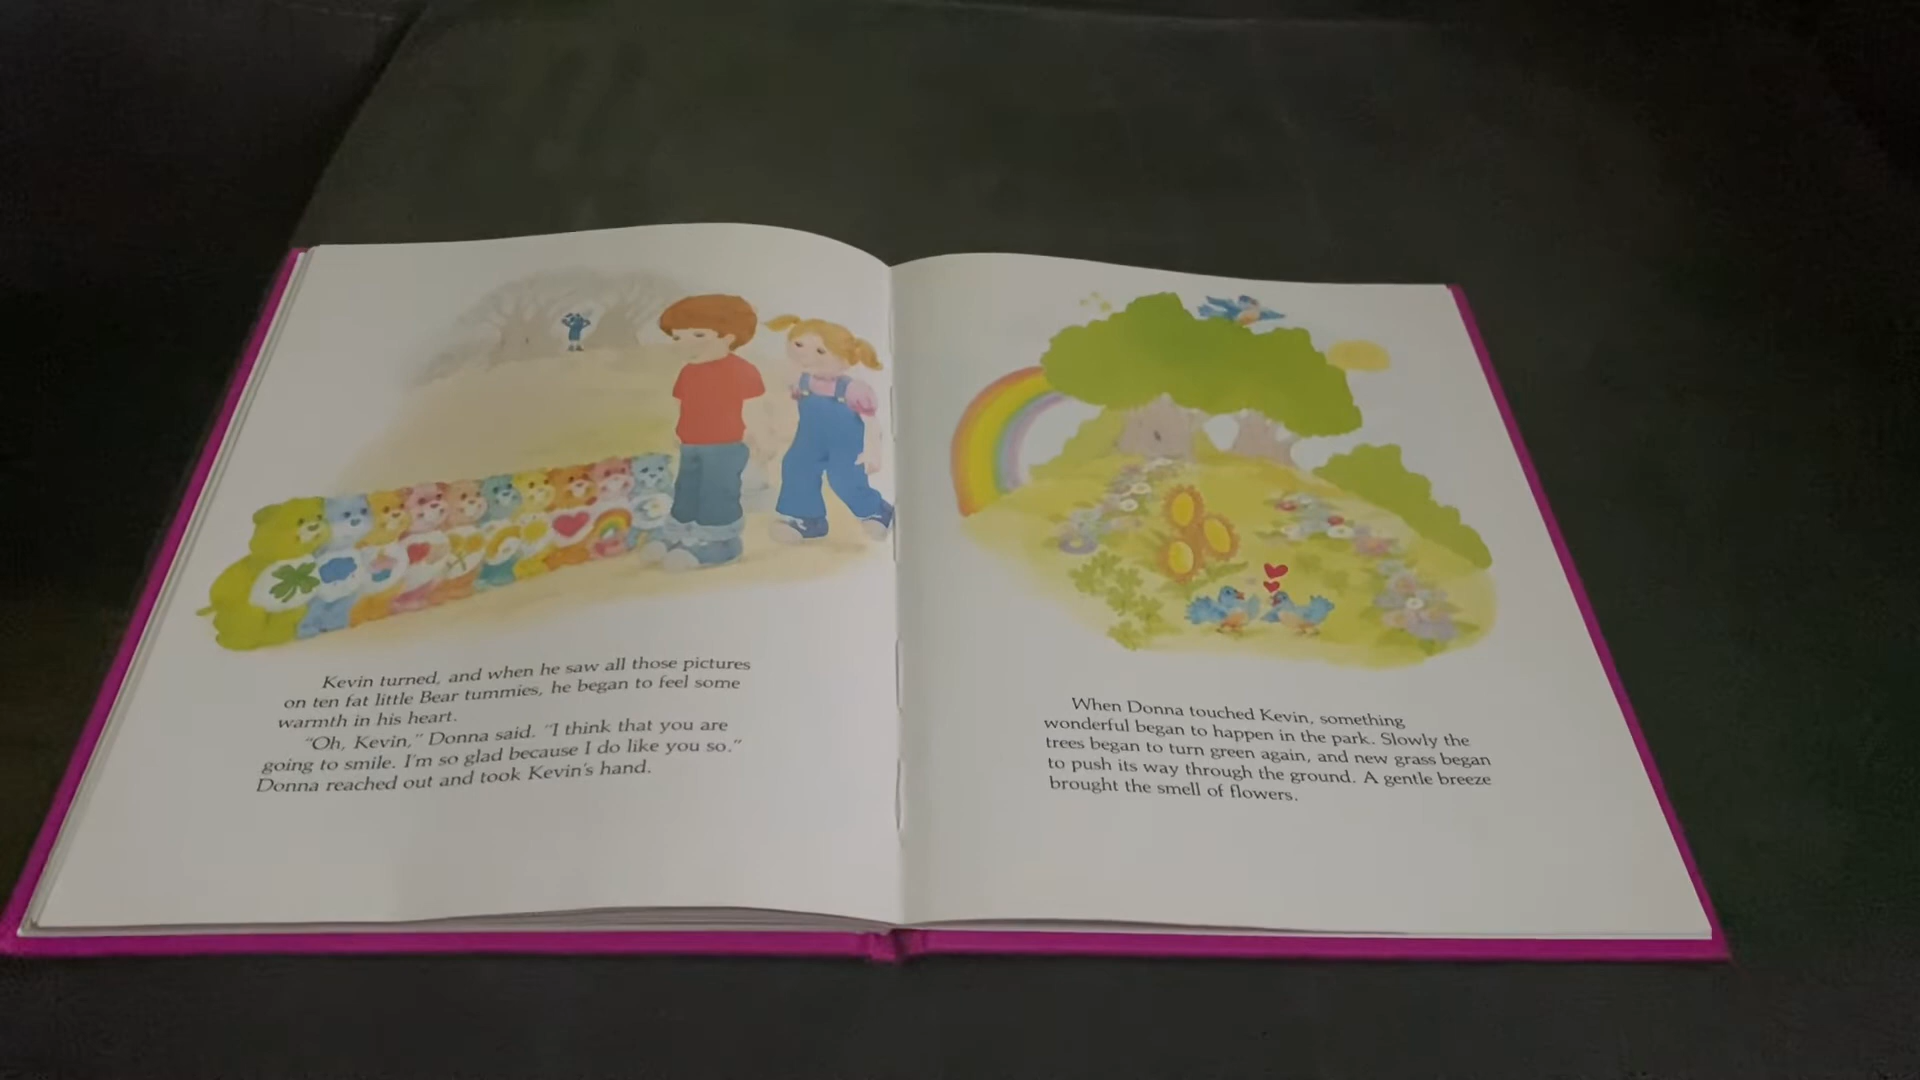 Kevin turned, and when he saw all those pictures
on ten fat little Bear tummies, he began to feel some
warmth in his heart.
"Oh, Kevin," Donna said. "I think that you are
going to smile. I'm so glad because I do like you so."
Donna reached out and took Kevin's hand.
When Donna touched Kevin, something
wonderful began to happen in the park. Slowly the
trees began to turn green again, and new grass began
to push its way through the ground. A gentle breeze
brought the smell of flowers.